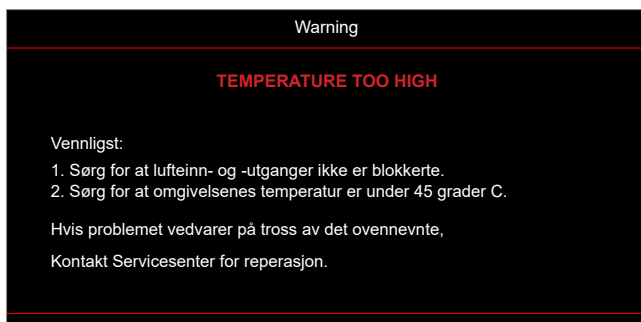 Warning
TEMPERATURE TOO HIGH
Vennligst:
1. Sørg for at lufteinn- og -utganger ikke er blokkerte.
2. Sørg for at omgivelsenes temperatur er under 45 grader C.
Hvis problemet vedvarer på tross av det ovennevnte,
Kontakt Servicesenter for reperasjon.